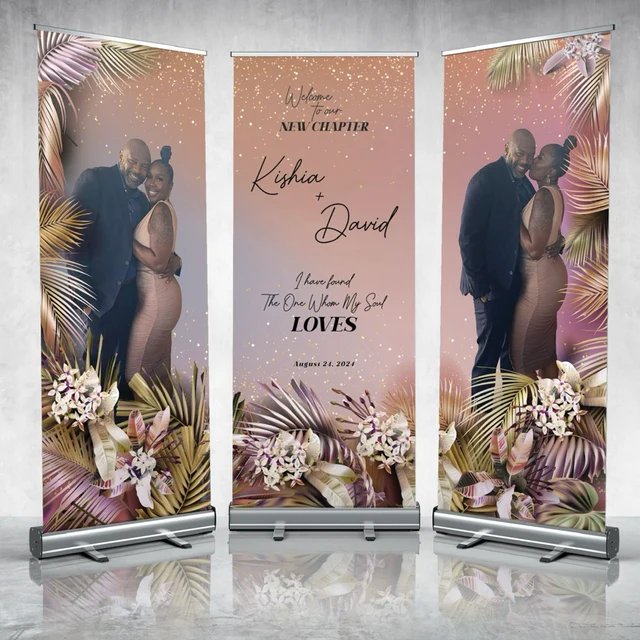 Welcome
to our
NEW CHAPTER
Kishia
+
David
I have found
The One Whom My Soul
LOVES
August 24, 2024